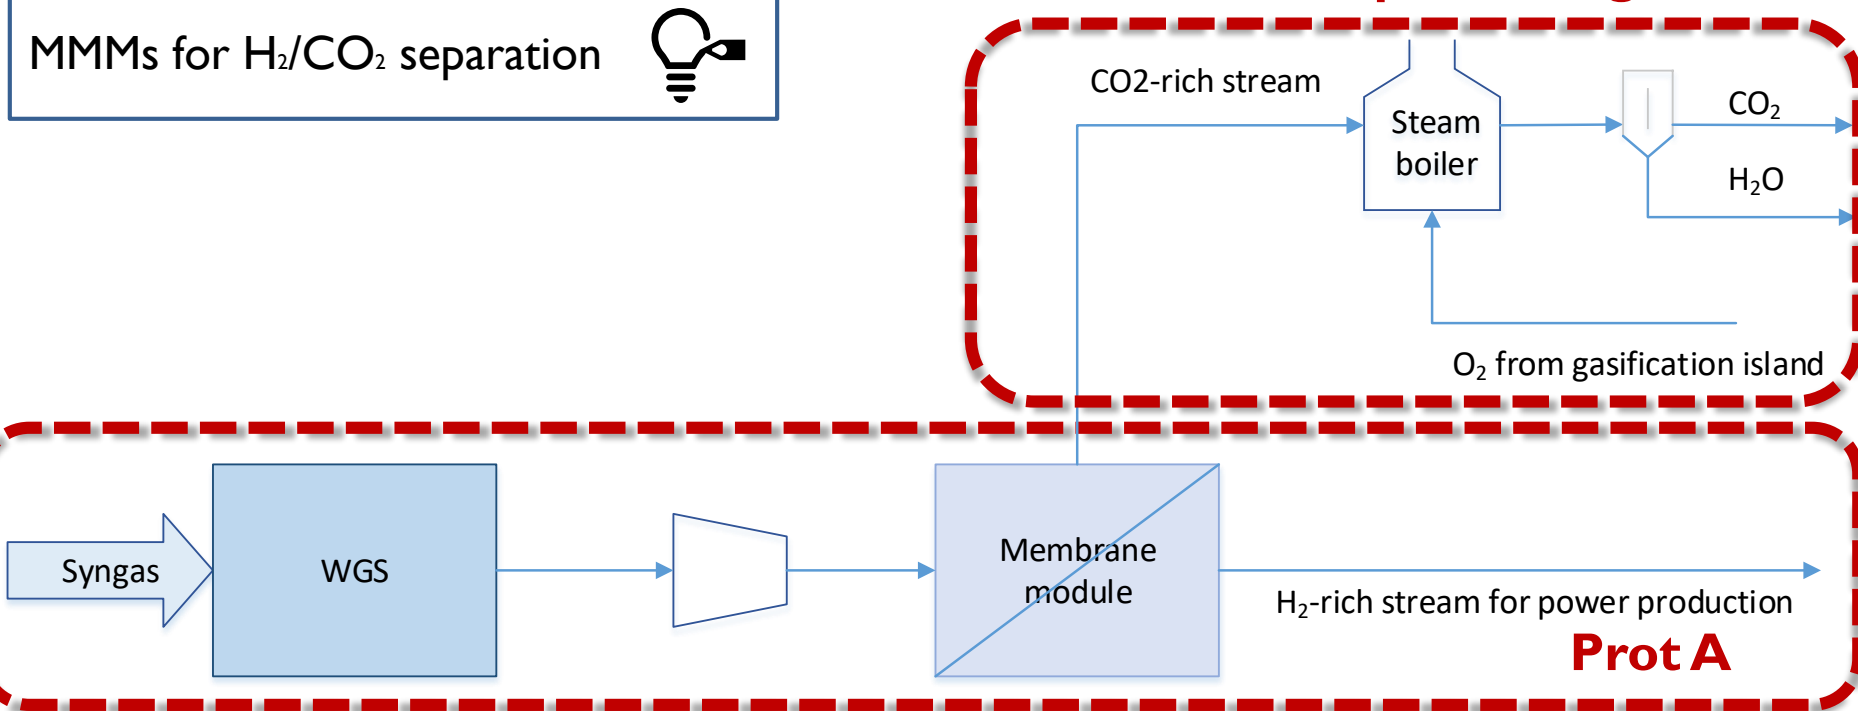 MMMs for H₂/CO₂ separation
CO2-rich stream
Steam
boiler
CO₂
H₂O
O₂ from gasification island
Syngas
WGS
Membrane
module
H₂-rich stream for power production
Prot A